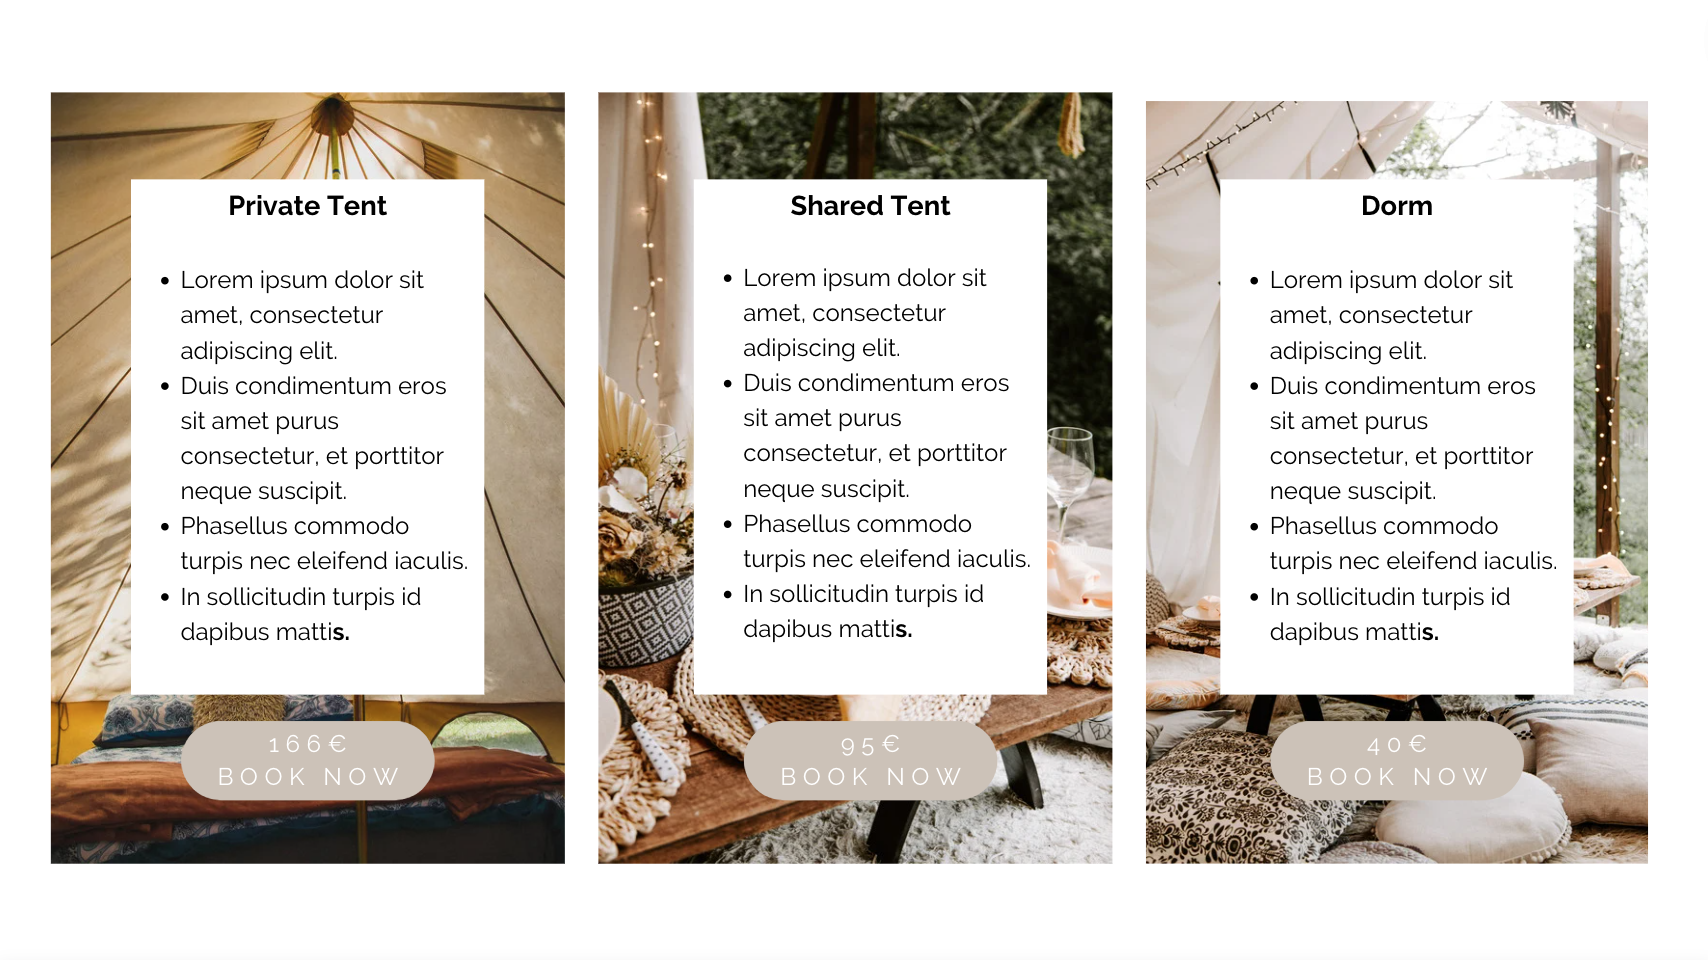 Private Tent
• Lorem ipsum dolor sit
amet, consectetur
adipiscing elit.
• Duis condimentum eros
sit amet purus
consectetur, et porttitor
neque suscipit.
• Phasellus commodo
turpis nec eleifend iaculis.
• In sollicitudin turpis id
dapibus mattis.
166€
BOOK NOW
Shared Tent
• Lorem ipsum dolor sit
amet, consectetur
adipiscing elit.
• Duis condimentum eros
sit amet purus
consectetur, et porttitor
neque suscipit.
• Phasellus commodo
turpis nec eleifend iaculis.
• In sollicitudin turpis id
dapibus mattis.
95€
BOOK NOW
Dorm
• Lorem ipsum dolor sit
amet, consectetur
adipiscing elit.
• Duis condimentum eros
sit amet purus
consectetur, et porttitor
neque suscipit.
• Phasellus commodo
turpis nec eleifend iaculis.
• In sollicitudin turpis id
dapibus mattis.
40€
BOOK NOW